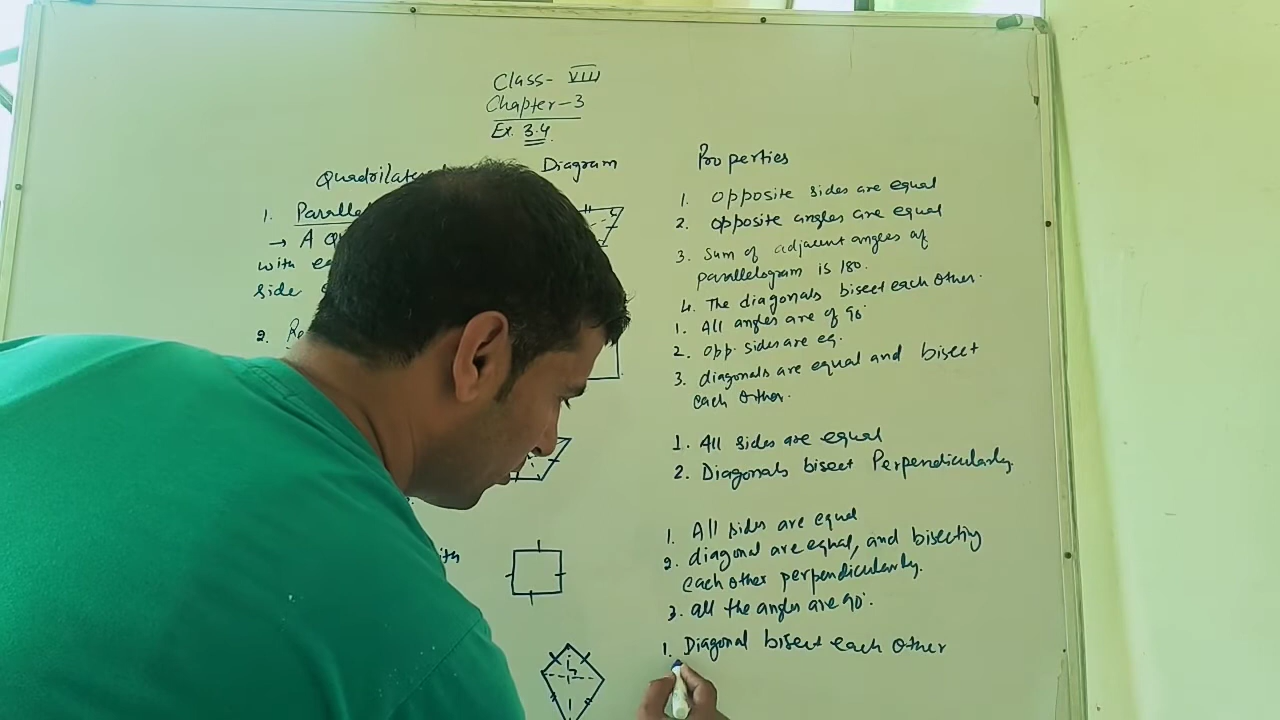 Class- VIII
Chapter-3
Ex. 3.4
Diagram
Properties
1.
→ A
with
side
2.
1. Opposite sides are equal
2. Opposite angles are equal
3. Sum of adjacent angles of
parallelogram is 180.
4. The diagonals bisect each other.
1. All angles are of 90°
2. opp. sides are eq.
3. diagonals are equal and bisect
each other.
1. All sides are equal
2. Diagonals bisect Perpendicularly
1. All sides are equal
2. diagonal are equal, and bisecting
each other perpendicularly.
3. all the angles are 90°.
1. Diagonal bisect each other